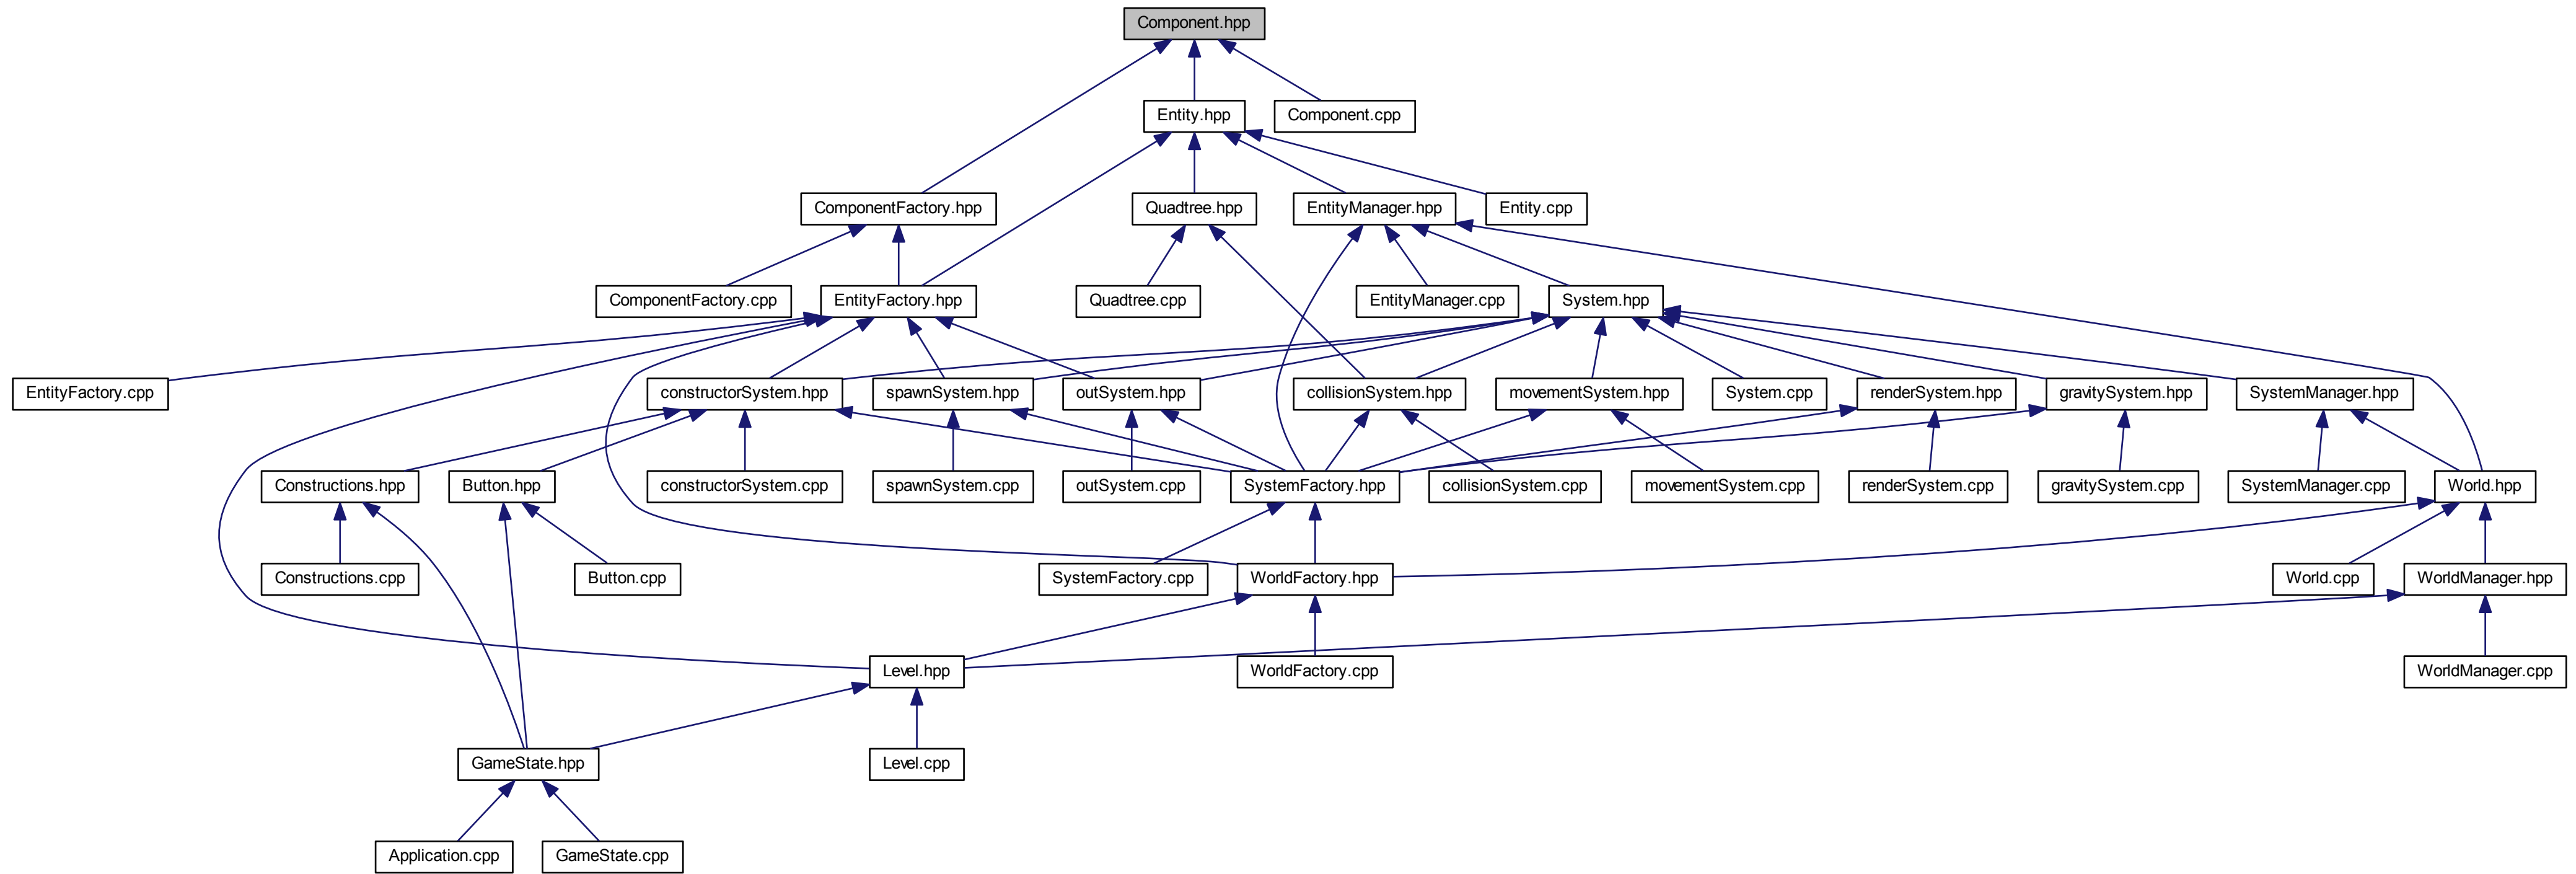 Component.hpp
Entity.hpp
Component.cpp
ComponentFactory.hpp
Quadtree.hpp
EntityManager.hpp
Entity.cpp
ComponentFactory.cpp
EntityFactory.hpp
Quadtree.cpp
EntityManager.cpp
System.hpp
EntityFactory.cpp
constructorSystem.hpp
spawnSystem.hpp
outSystem.hpp
collisionSystem.hpp
movementSystem.hpp
System.cpp
renderSystem.hpp
gravitySystem.hpp
SystemManager.hpp
Constructions.hpp
Button.hpp
constructorSystem.cpp
spawnSystem.cpp
outSystem.cpp
SystemFactory.hpp
collisionSystem.cpp
movementSystem.cpp
renderSystem.cpp
gravitySystem.cpp
SystemManager.cpp
World.hpp
Constructions.cpp
Button.cpp
SystemFactory.cpp
WorldFactory.hpp
World.cpp
WorldManager.hpp
Level.hpp
WorldFactory.cpp
WorldManager.cpp
GameState.hpp
Level.cpp
Application.cpp
GameState.cpp